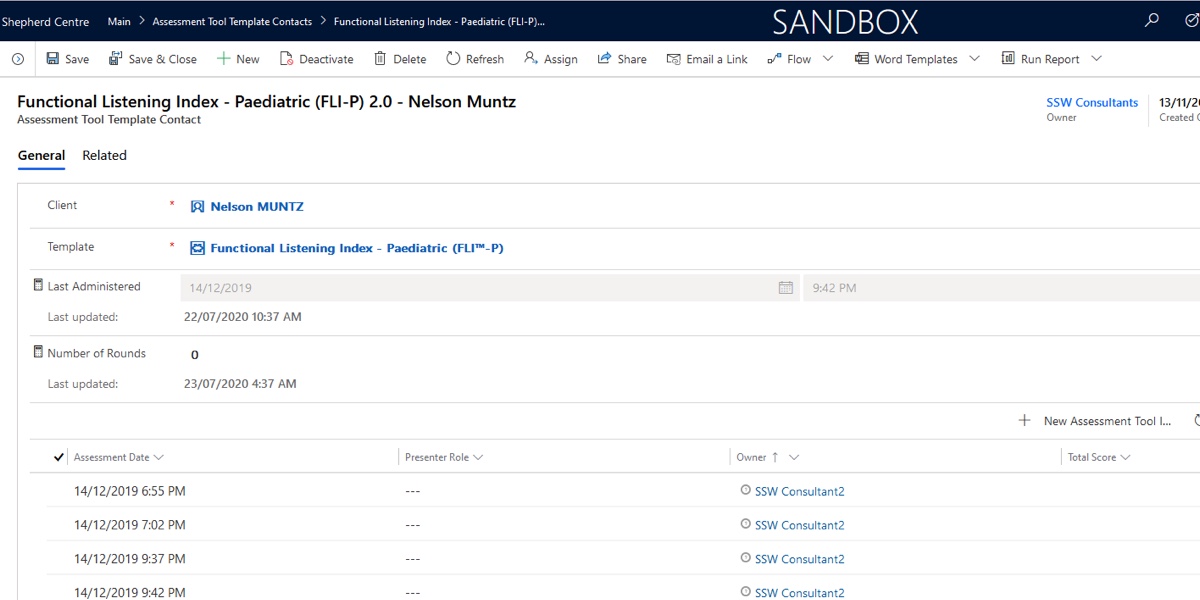 Shepherd Centre Main > Assessment Tool Template Contacts > Functional Listening Index - Paediatric (FLI-P)... SANDBOX
Save Save & Close New Deactivate Delete Refresh Assign Share Email a Link Flow Word Templates Run Report
Functional Listening Index - Paediatric (FLI-P) 2.0 - Nelson Muntz
Assessment Tool Template Contact
SSW Consultants
Owner
13/11/20
Created
General Related
Client * Nelson MUNTZ
Template * Functional Listening Index - Paediatric (FLI™-P)
Last Administered 14/12/2019 9:42 PM
Last updated: 22/07/2020 10:37 AM
Number of Rounds 0
Last updated: 23/07/2020 4:37 AM
+ New Assessment Tool I...
Assessment Date Presenter Role Owner ↑ Total Score
14/12/2019 6:55 PM --- SSW Consultant2
14/12/2019 7:02 PM --- SSW Consultant2
14/12/2019 9:37 PM --- SSW Consultant2
14/12/2019 9:42 PM --- SSW Consultant2